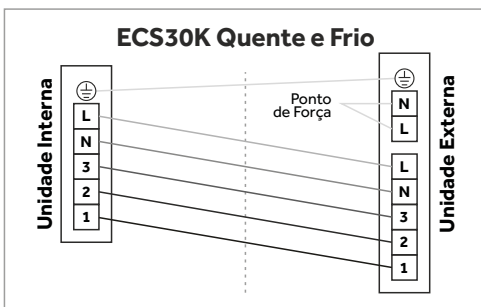 ECS30K Quente e Frio
Unidade Interna
L
N
3
2
1
Ponto
de Força
N
L
L
N
3
2
1
Unidade Externa